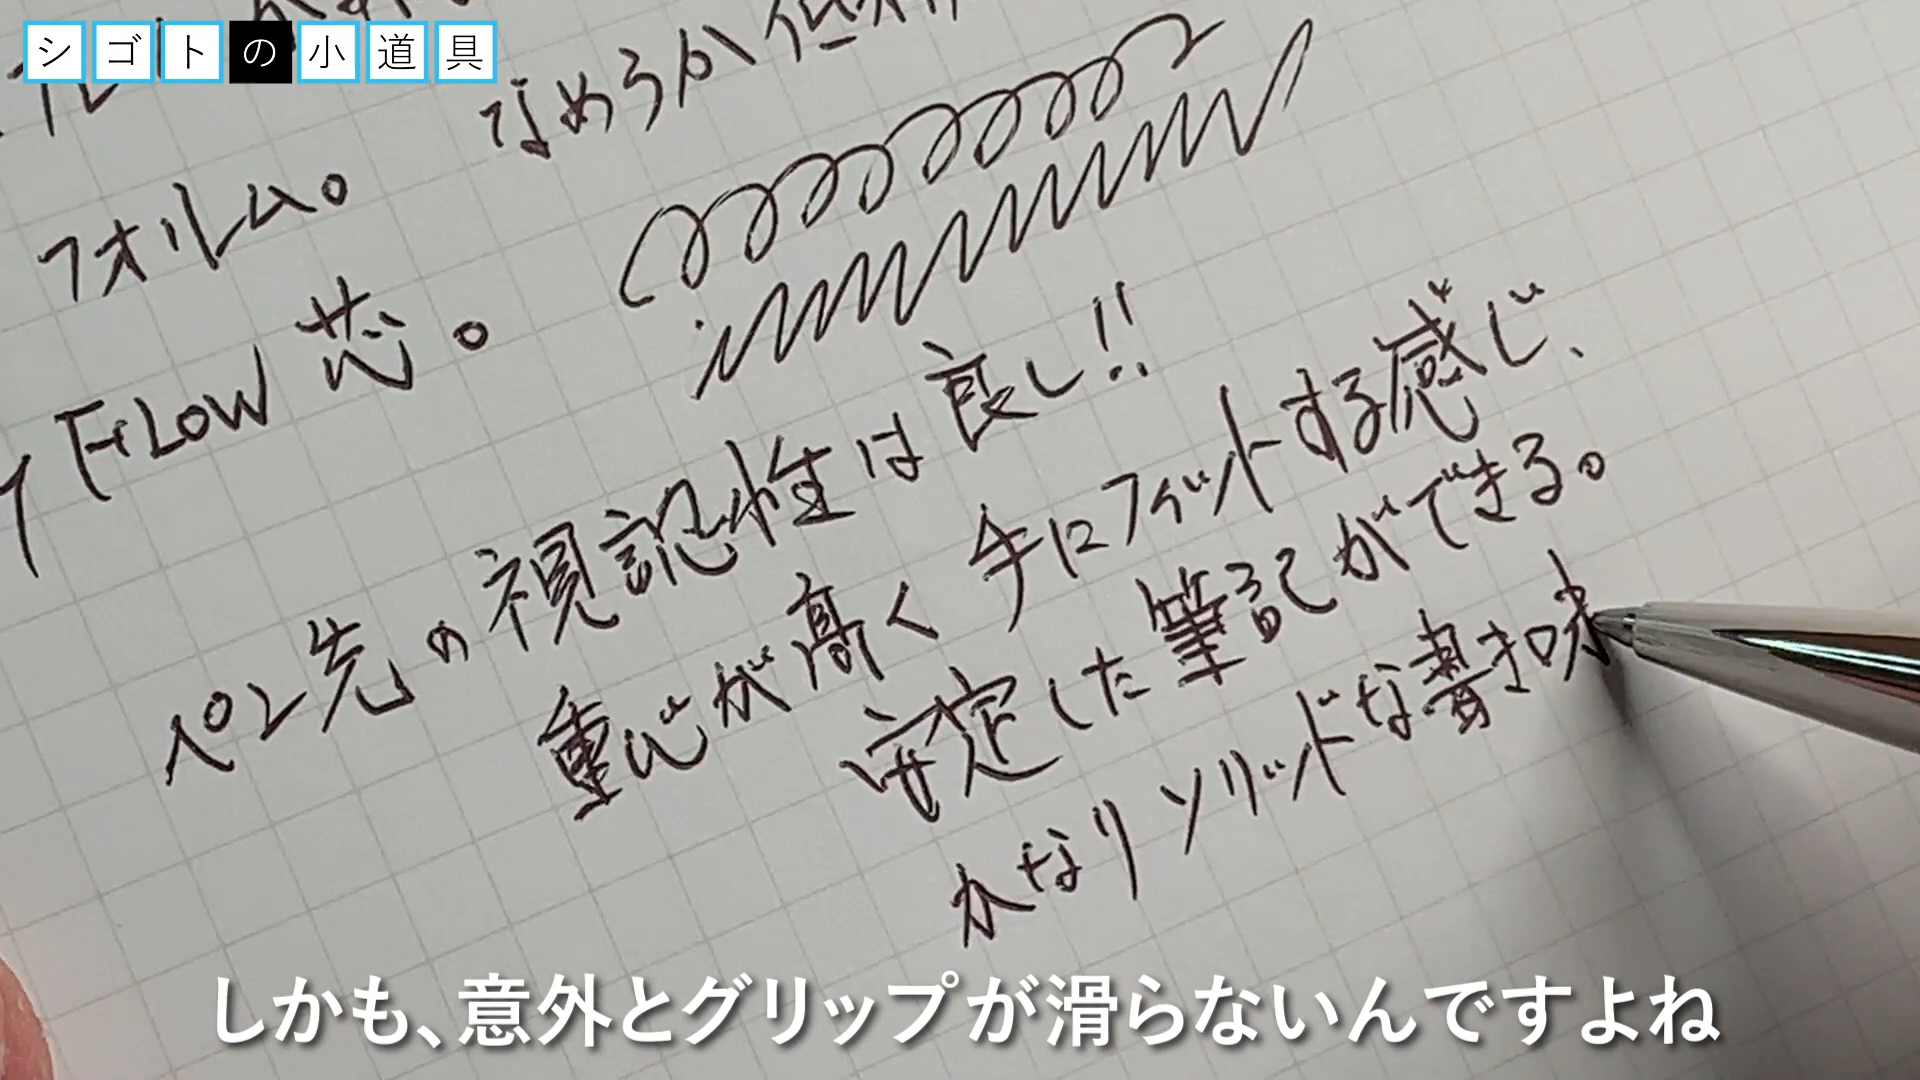 シゴトの小道具
なめらか
フォルム。
FLOW芯。
ペン先の視認性は良し!!
重心が高く手にフィットする感じ、
安定した筆記ができる。
かなりソリッドな書き味
しかも、意外とグリップが滑らないんですよね